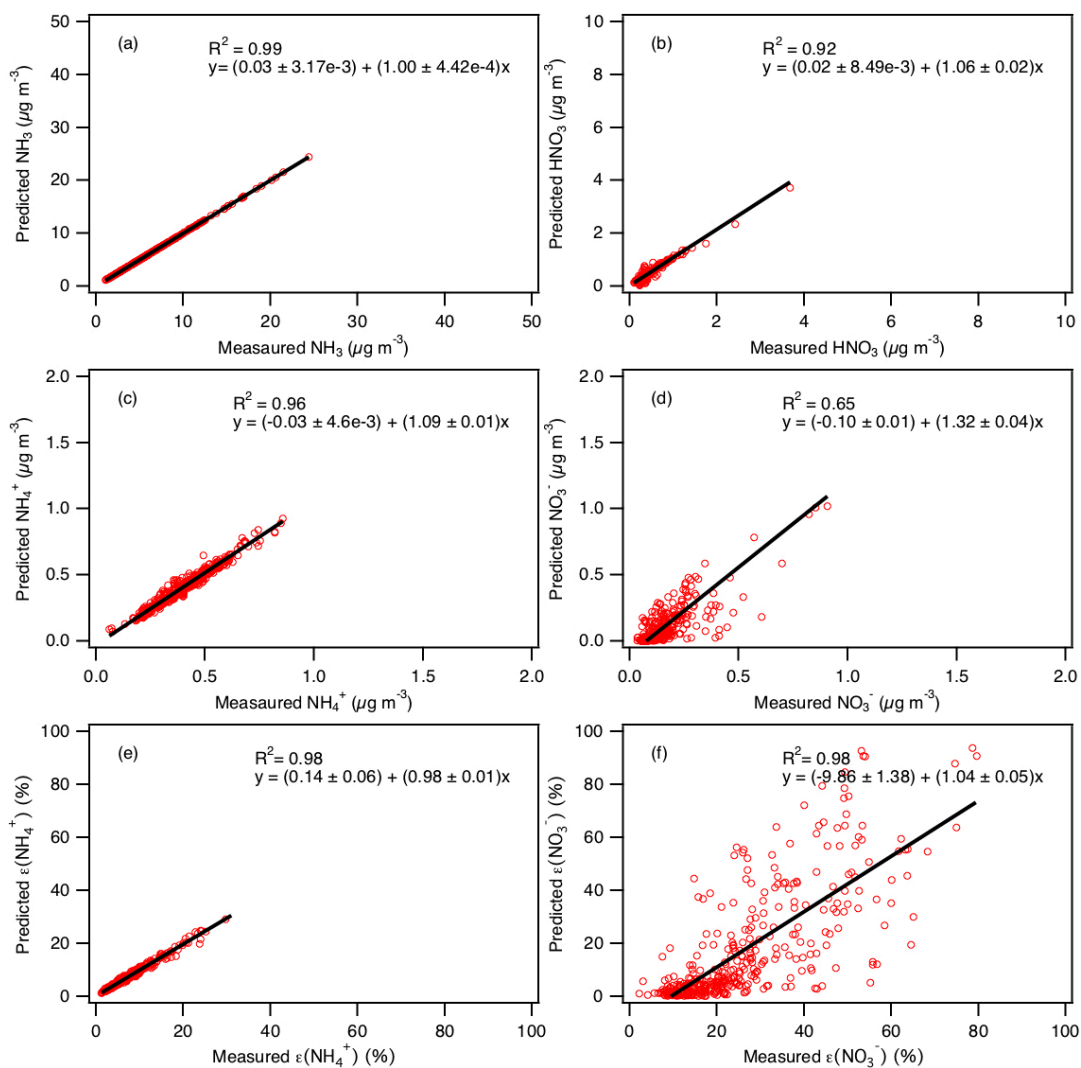 (a)
R² = 0.99
y= (0.03 ± 3.17e-3) + (1.00 ± 4.42e-4)x
Predicted NH₃ (µg m⁻³)
50
40
30
20
10
0
0 10 20 30 40 50
Measaured NH₃ (µg m⁻³)
(b)
R² = 0.92
y = (0.02 ± 8.49e-3) + (1.06 ± 0.02)x
Predicted HNO₃ (µg m⁻³)
10
8
6
4
2
0
0 2 4 6 8 10
Measured HNO₃ (µg m⁻³)
(c)
R² = 0.96
y = (-0.03 ± 4.6e-3) + (1.09 ± 0.01)x
Predicted NH₄⁺ (µg m⁻³)
2.0
1.5
1.0
0.5
0.0
0.0 0.5 1.0 1.5 2.0
Measaured NH₄⁺ (µg m⁻³)
(d)
R² = 0.65
y = (-0.10 ± 0.01) + (1.32 ± 0.04)x
Predicted NO₃⁻ (µg m⁻³)
2.0
1.5
1.0
0.5
0.0
0.0 0.5 1.0 1.5 2.0
Measured NO₃⁻ (µg m⁻³)
(e)
R²= 0.98
y = (0.14 ± 0.06) + (0.98 ± 0.01)x
Predicted ε(NH₄⁺) (%)
100
80
60
40
20
0
0 20 40 60 80 100
Measured ε(NH₄⁺) (%)
(f)
R²= 0.98
y = (-9.86 ± 1.38) + (1.04 ± 0.05)x
Predicted ε(NO₃⁻) (%)
100
80
60
40
20
0
0 20 40 60 80 100
Measured ε(NO₃⁻) (%)